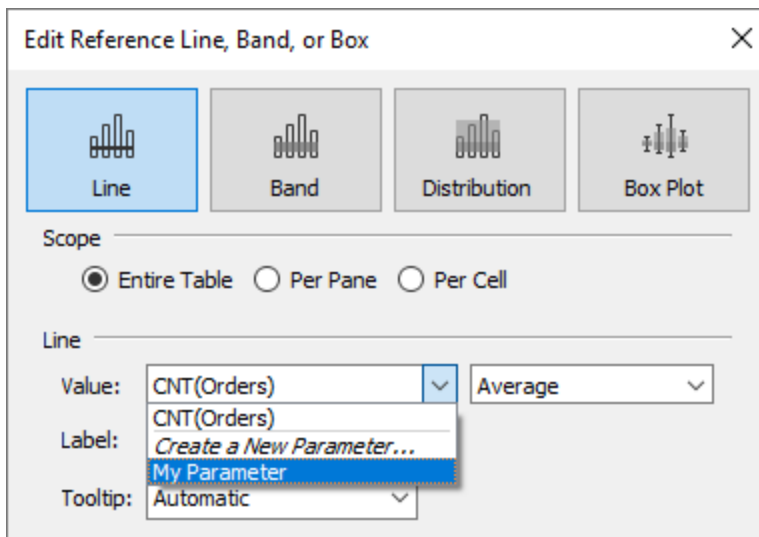 Edit Reference Line, Band, or Box
Line Band Distribution Box Plot
Scope
Entire Table Per Pane Per Cell
Line
Value: CNT(Orders) Average
CNT(Orders)
Label: Create a New Parameter...
My Parameter
Tooltip: Automatic